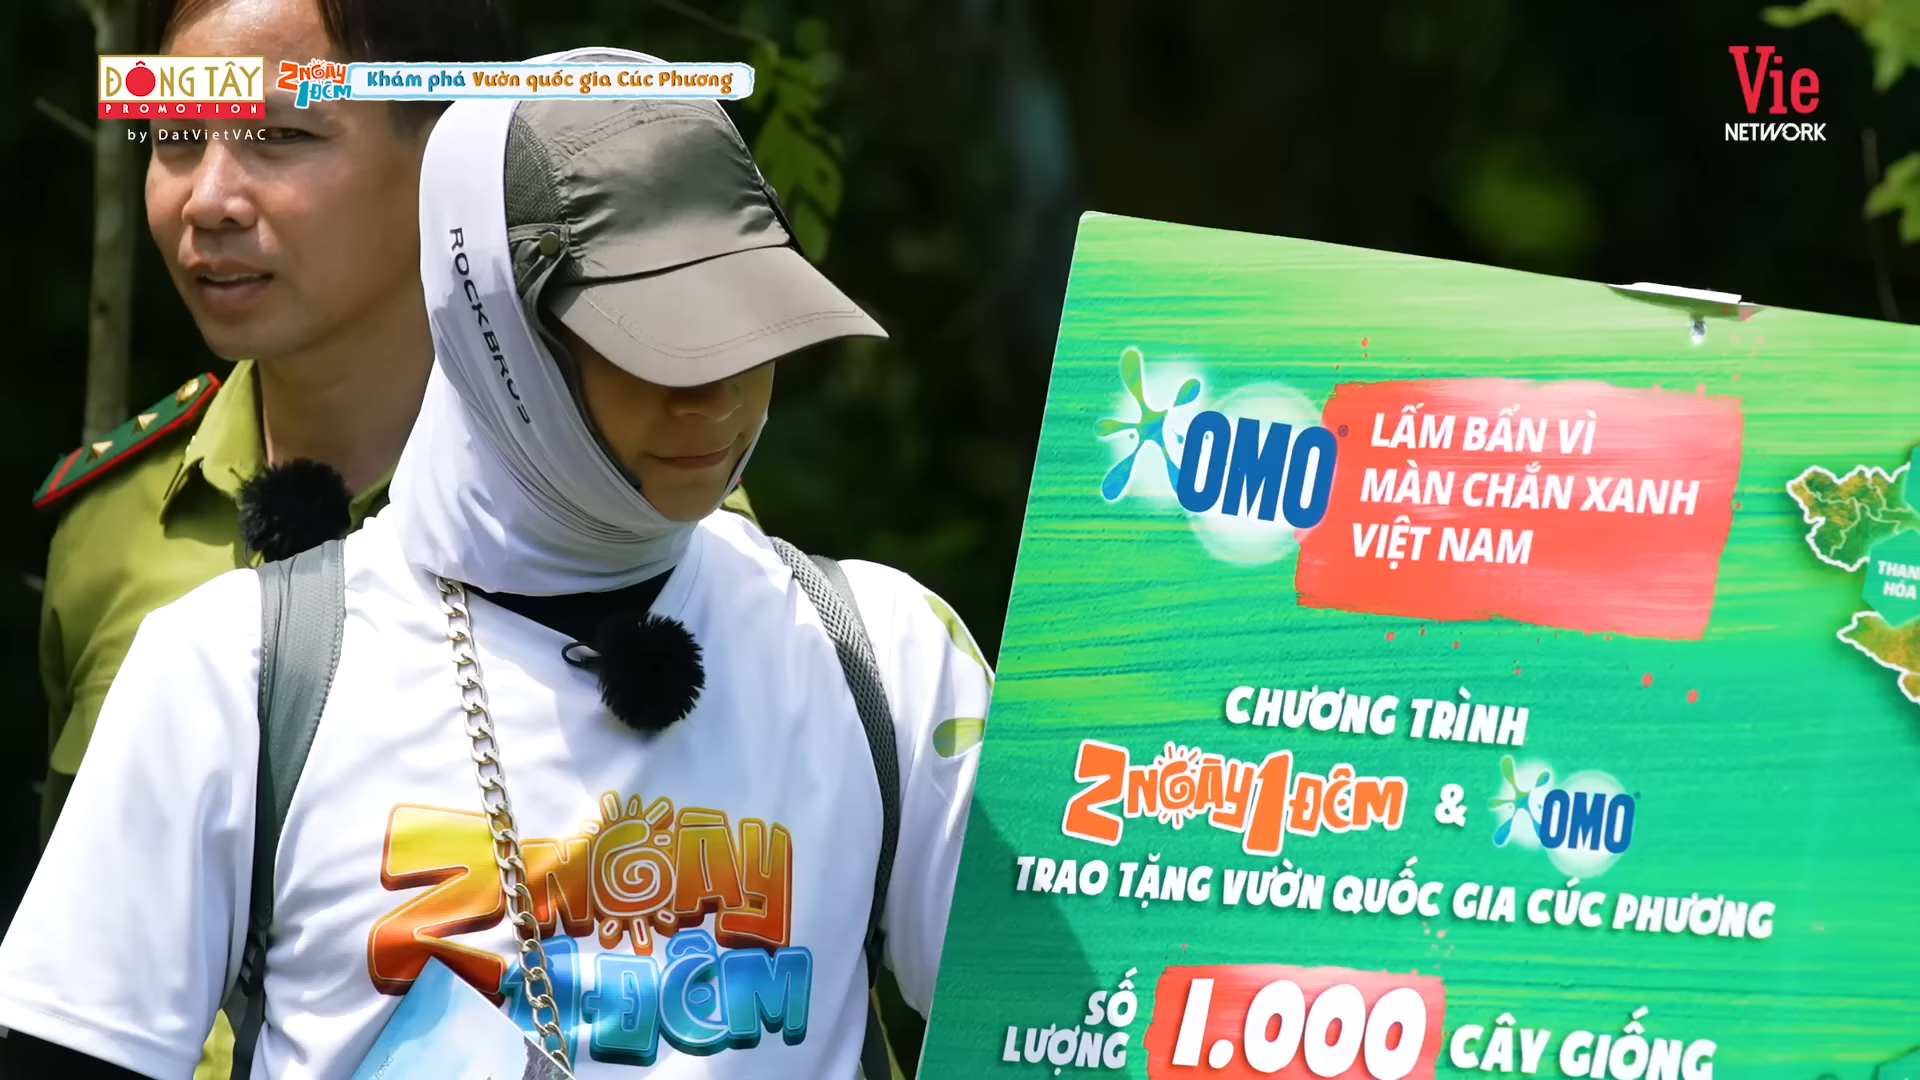 ĐÔNG TÂY
PROMOTION
by DatVietVAC
2 NGÀY
1 ĐÊM
Khám phá Vườn quốc gia Cúc Phương
Vie
NETWORK
ROCKBROS
OMO
LẤM BẨN VÌ
MÀN CHẮN XANH
VIỆT NAM
THANH
HÓA
CHƯƠNG TRÌNH
2 NGÀY 1 ĐÊM & OMO
TRAO TẶNG VƯỜN QUỐC GIA CÚC PHƯƠNG
SỐ
LƯỢNG
1.000 CÂY GIỐNG
2 NGÀY
1 ĐÊM